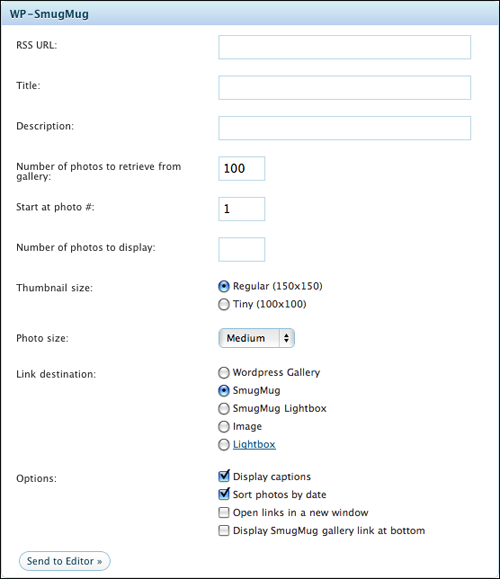 WP-SmugMug
RSS URL:
Title:
Description:
Number of photos to retrieve from
gallery:
100
Start at photo #:
1
Number of photos to display:
Thumbnail size:
Regular (150x150)
Tiny (100x100)
Photo size:
Medium
Link destination:
Wordpress Gallery
SmugMug
SmugMug Lightbox
Image
Lightbox
Options:
Display captions
Sort photos by date
Open links in a new window
Display SmugMug gallery link at bottom
Send to Editor »